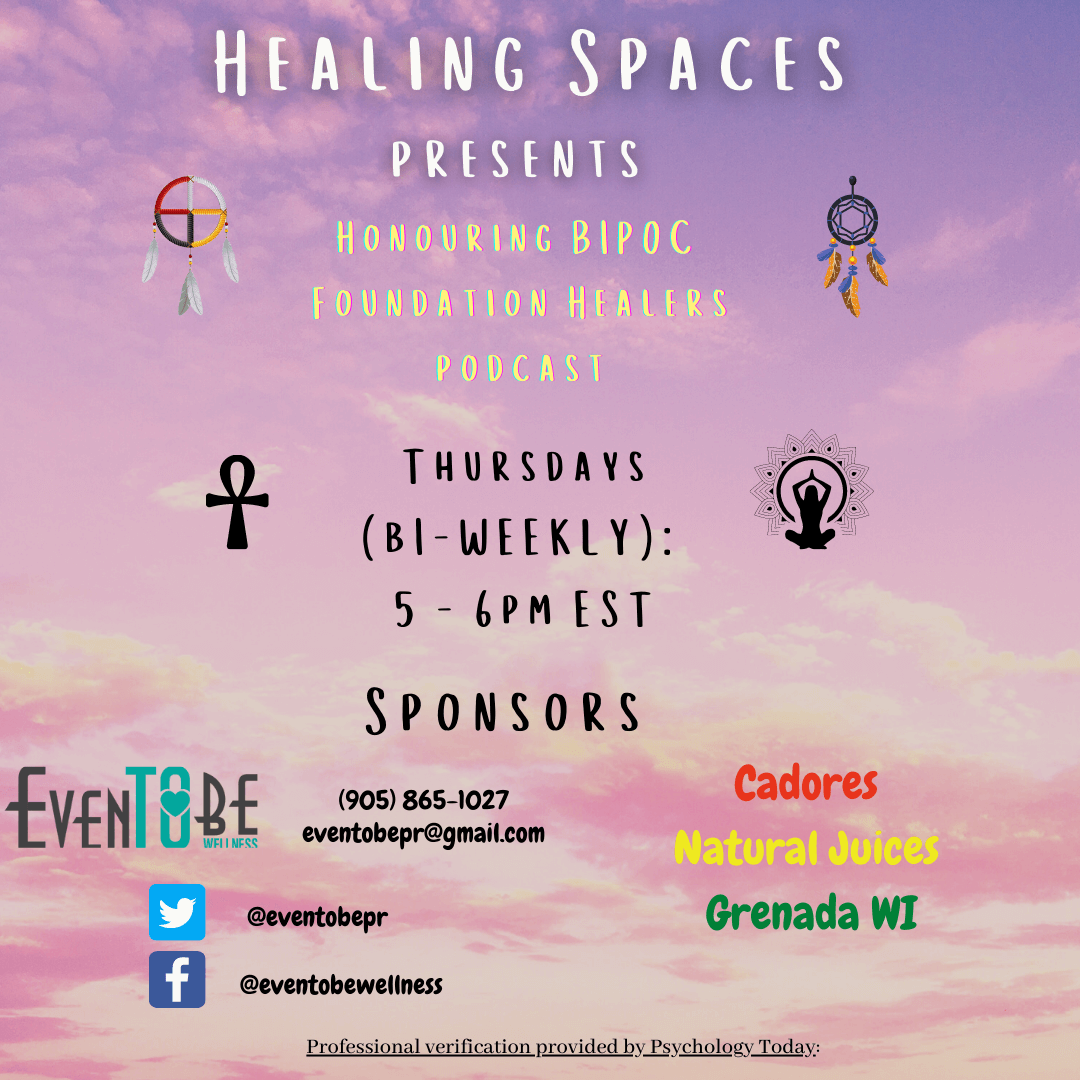 Healing Spaces
PRESENTS
Honouring BIPOC
Foundation Healers
PODCAST
Thursdays
(BI-WEEKLY):
5 - 6PM EST
Sponsors
EVENTOBE
WELLNESS
(905) 865-1027
eventobepr@gmail.com
@eventobepr
@eventobewellness
Cadores
Natural Juices
Grenada WI
Professional verification provided by Psychology Today: